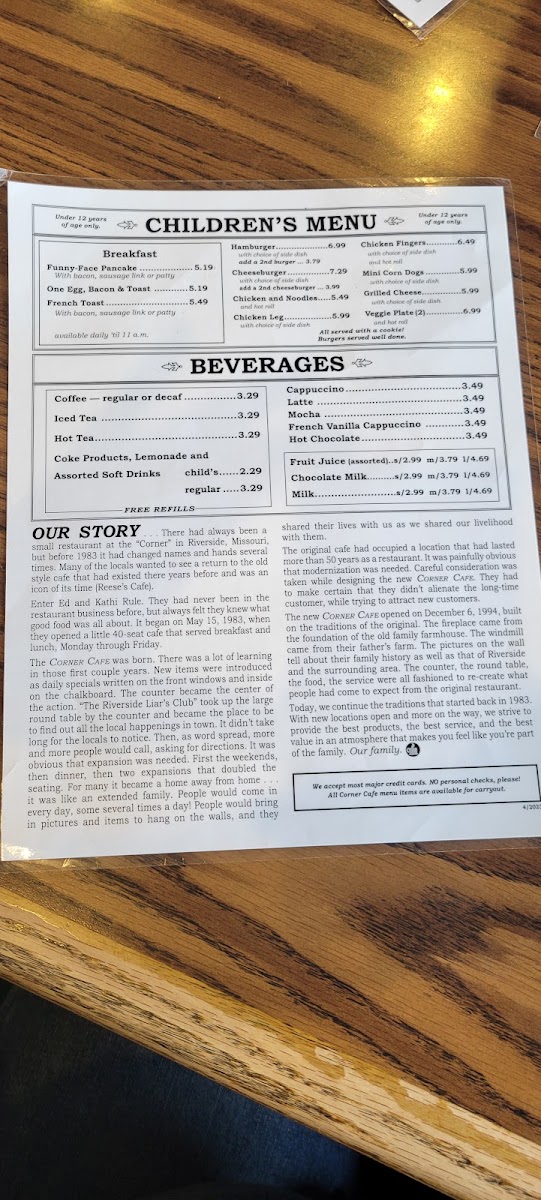 Under 12 years
of age only.
CHILDREN'S MENU
Under 12 years
of age only.
Breakfast
Funny-Face Pancake ..................5.19
With bacon, sausage link or patty
One Egg, Bacon & Toast ...........5.19
French Toast...........................5.49
With bacon, sausage link or patty
available daily 'til 11 a.m.
Hamburger........................6.99
with choice of side dish
add a 2nd burger ... 3.79
Cheeseburger...................7.29
with choice of side dish
add a 2nd cheeseburger ... 3.99
Chicken and Noodles.....5.49
and hot roll
Chicken Leg....................5.99
with choice of side dish
Chicken Fingers..........6.49
with choice of side dish
and hot roll
Mini Corn Dogs............5.99
with choice of side dish
Grilled Cheese..............5.99
with choice of side dish
Veggie Plate (2).............6.99
and hot roll
All served with a cookie!
Burgers served well done.
BEVERAGES
Coffee — regular or decaf ...............3.29
Iced Tea .......................................3.29
Hot Tea.........................................3.29
Coke Products, Lemonade and
Assorted Soft Drinks child's......2.29
regular .....3.29
FREE REFILLS
Cappuccino.................................3.49
Latte ..........................................3.49
Mocha ........................................3.49
French Vanilla Cappuccino ...........3.49
Hot Chocolate.............................3.49
Fruit Juice (assorted)..s/2.99 m/3.79 l/4.69
Chocolate Milk.........s/2.99 m/3.79 l/4.69
Milk..........................s/2.99 m/3.79 l/4.69
OUR STORY . . . There had always been a
small restaurant at the "Corner" in Riverside, Missouri,
but before 1983 it had changed names and hands several
times. Many of the locals wanted to see a return to the old
style cafe that had existed there years before and was an
icon of its time (Reese's Cafe).
Enter Ed and Kathi Rule. They had never been in the
restaurant business before, but always felt they knew what
good food was all about. It began on May 15, 1983, when
they opened a little 40-seat cafe that served breakfast and
lunch, Monday through Friday.
The CORNER CAFE was born. There was a lot of learning
in those first couple years. New items were introduced
as daily specials written on the front windows and inside
on the chalkboard. The counter became the center of
the action. "The Riverside Liar's Club" took up the large
round table by the counter and became the place to be
to find out all the local happenings in town. It didn't take
long for the locals to notice. Then, as word spread, more
and more people would call, asking for directions. It was
obvious that expansion was needed. First the weekends,
then dinner, then two expansions that doubled the
seating. For many it became a home away from home . . .
it was like an extended family. People would come in
every day, some several times a day! People would bring
in pictures and items to hang on the walls, and they
shared their lives with us as we shared our livelihood
with them.
The original cafe had occupied a location that had lasted
more than 50 years as a restaurant. It was painfully obvious
that modernization was needed. Careful consideration was
taken while designing the new CORNER CAFE. They had
to make certain that they didn't alienate the long-time
customer, while trying to attract new customers.
The new CORNER CAFE opened on December 6, 1994, built
on the traditions of the original. The fireplace came from
the foundation of the old family farmhouse. The windmill
came from their father's farm. The pictures on the wall
tell about their family history as well as that of Riverside
and the surrounding area. The counter, the round table,
the food, the service were all fashioned to re-create what
people had come to expect from the original restaurant.
Today, we continue the traditions that started back in 1983.
With new locations open and more on the way, we strive to
provide the best products, the best service, and the best
value in an atmosphere that makes you feel like you're part
of the family. Our family.
We accept most major credit cards. NO personal checks, please!
All Corner Cafe menu items are available for carryout.